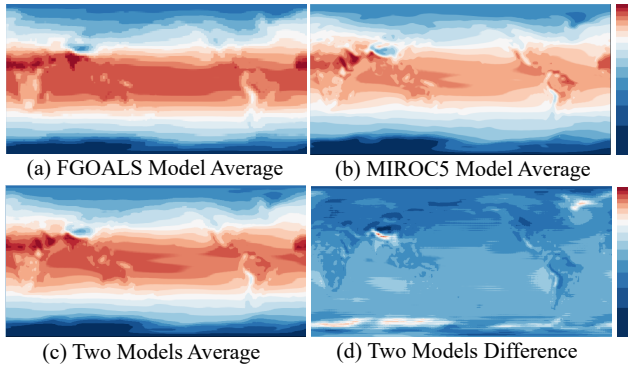 (a) FGOALS Model Average
(b) MIROC5 Model Average
(c) Two Models Average
(d) Two Models Difference